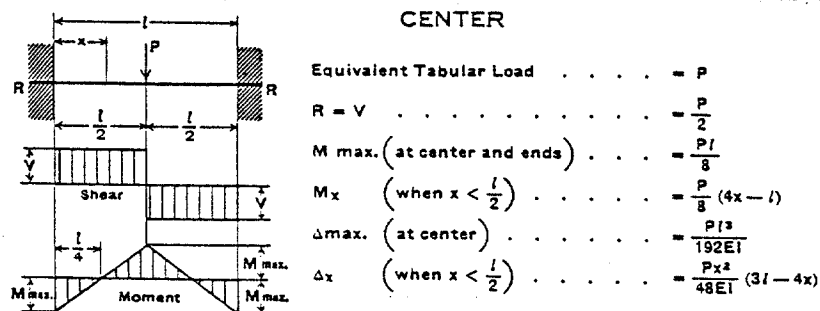 CENTER
l
x
P
R
R
l/2
l/2
V
Shear
V
l/4
M max.
M max.
Moment
M max.
Equivalent Tabular Load . . . . = P
R = V . . . . . . . . . . = P/2
M max. (at center and ends) . . . = Pl/8
Mx (when x < l/2) . . . . . = P/8 (4x — l)
Δmax. (at center) . . . . . . = Pl³/192EI
Δx (when x < l/2) . . . . . = Px²/48EI (3l — 4x)